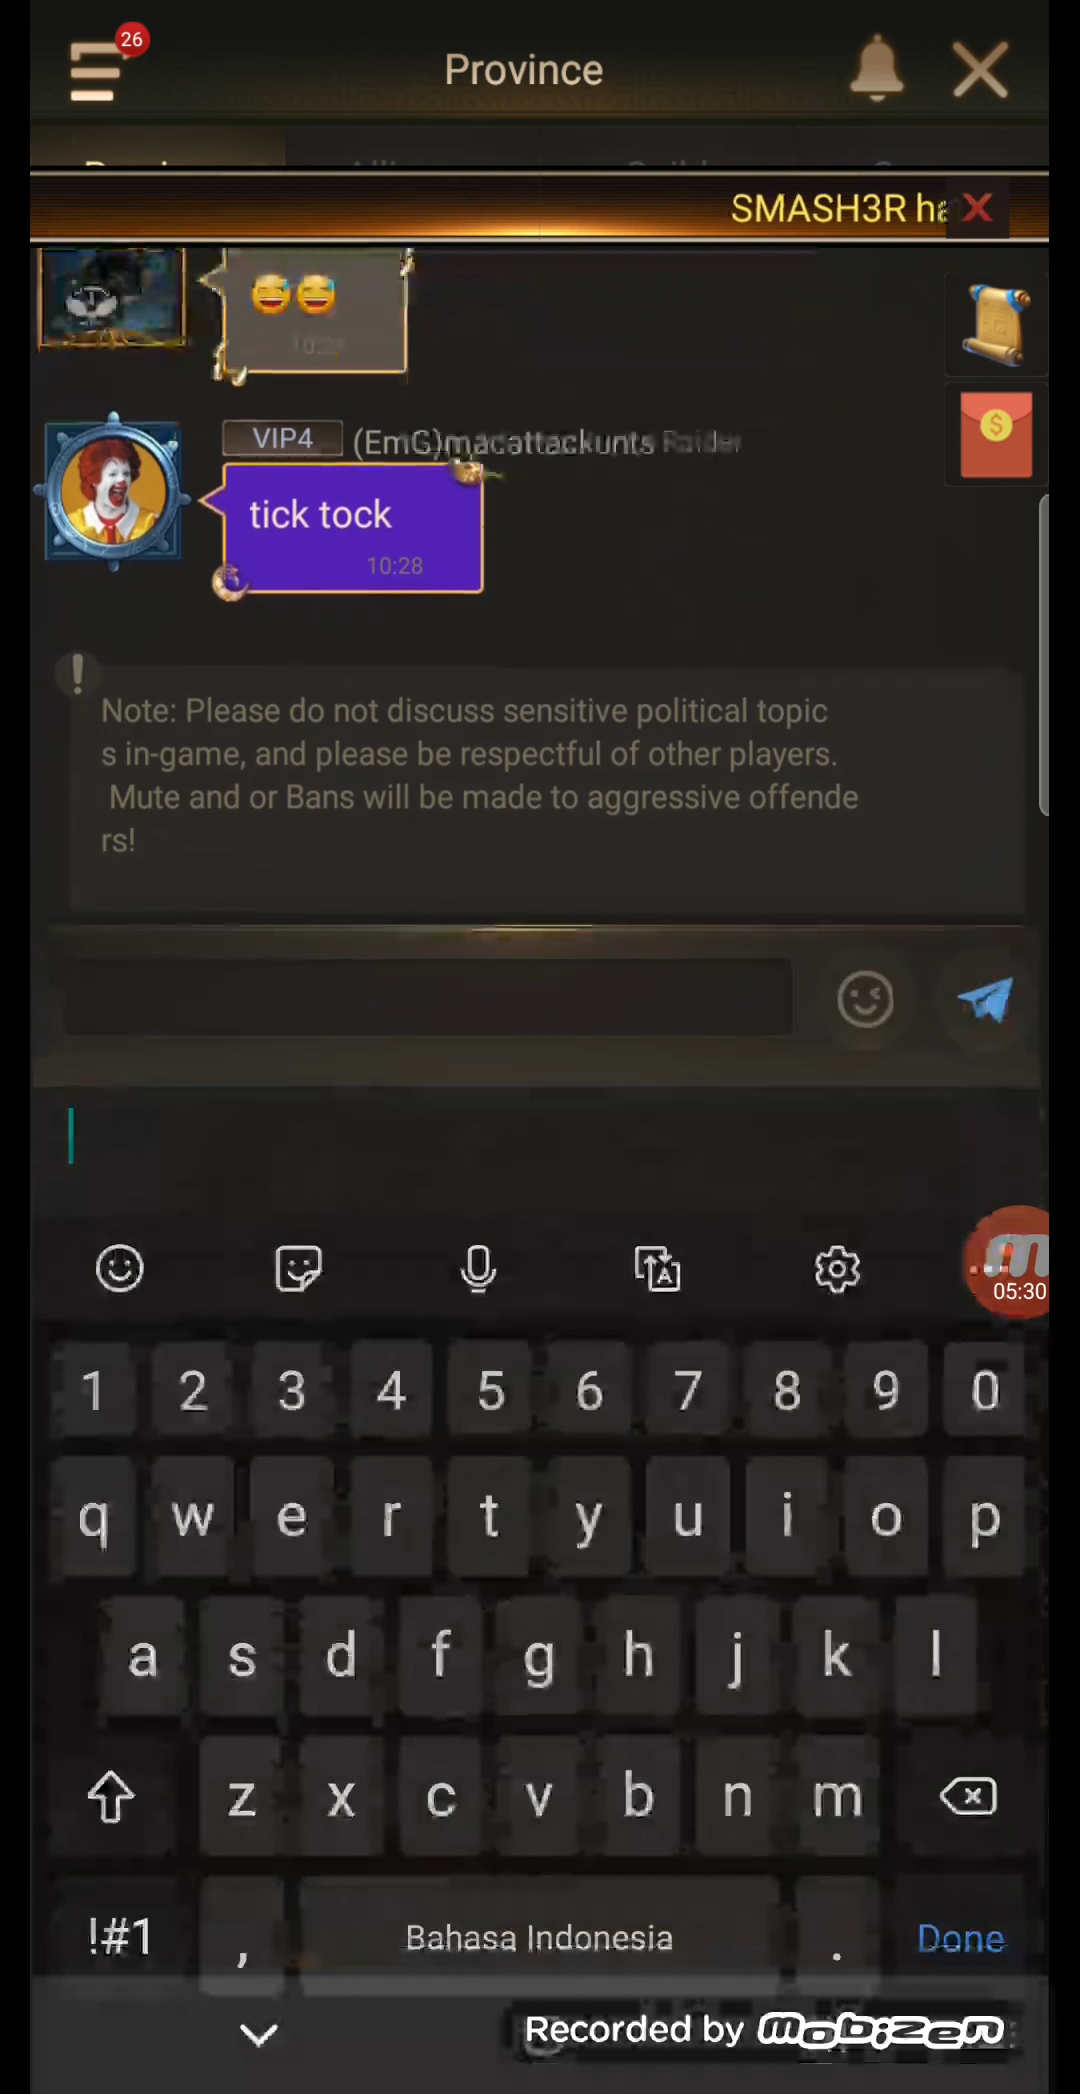 26
Province
SMASH3R ha
😅😅
10:28
VIP4 (EmG)macattackunts
tick tock
10:28
Note: Please do not discuss sensitive political topic
s in-game, and please be respectful of other players.
Mute and or Bans will be made to aggressive offende
rs!
05:30
1 2 3 4 5 6 7 8 9 0
q w e r t y u i o p
a s d f g h j k l
z x c v b n m
!#1 , Bahasa Indonesia . Done
Recorded by mobizen